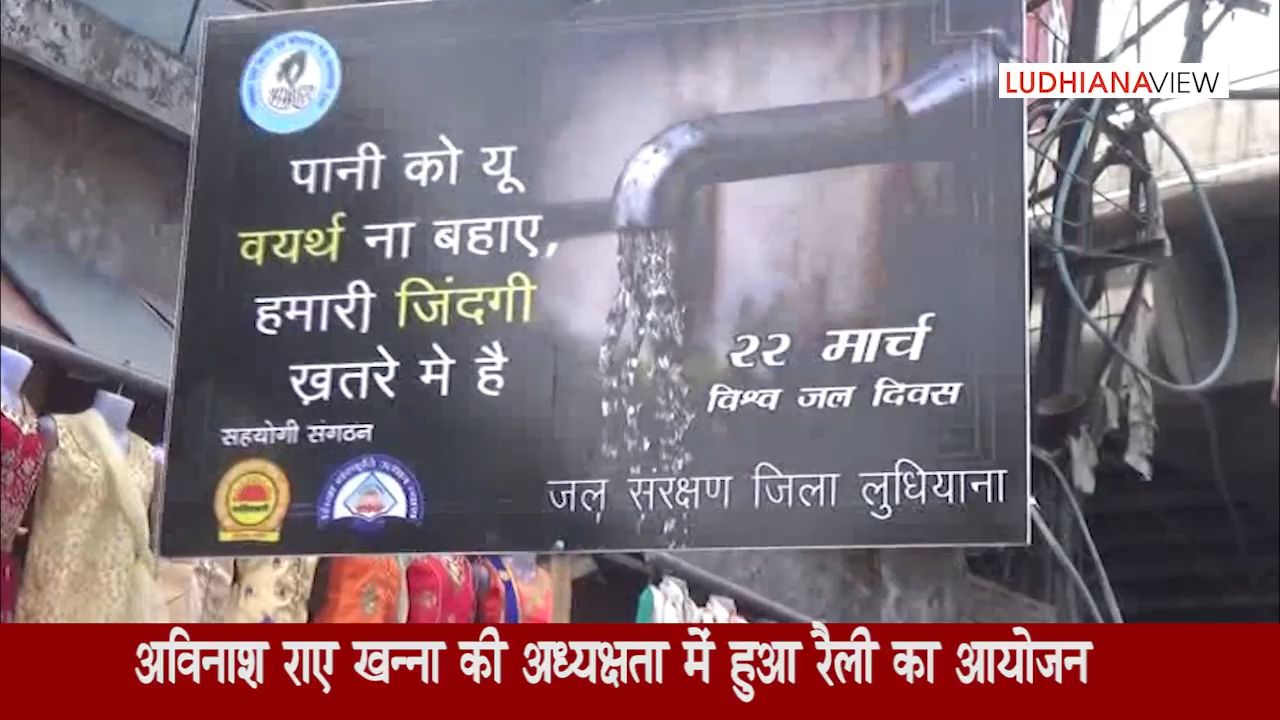 LUDHIANAVIEW
पानी को यू
वयर्थ ना बहाए,
हमारी जिंदगी
ख़तरे मे है
२२ मार्च
विश्व जल दिवस
सहयोगी संगठन
जल संरक्षण जिला लुधियाना
अविनाश राए खन्ना की अध्यक्षता में हुआ रैली का आयोजन